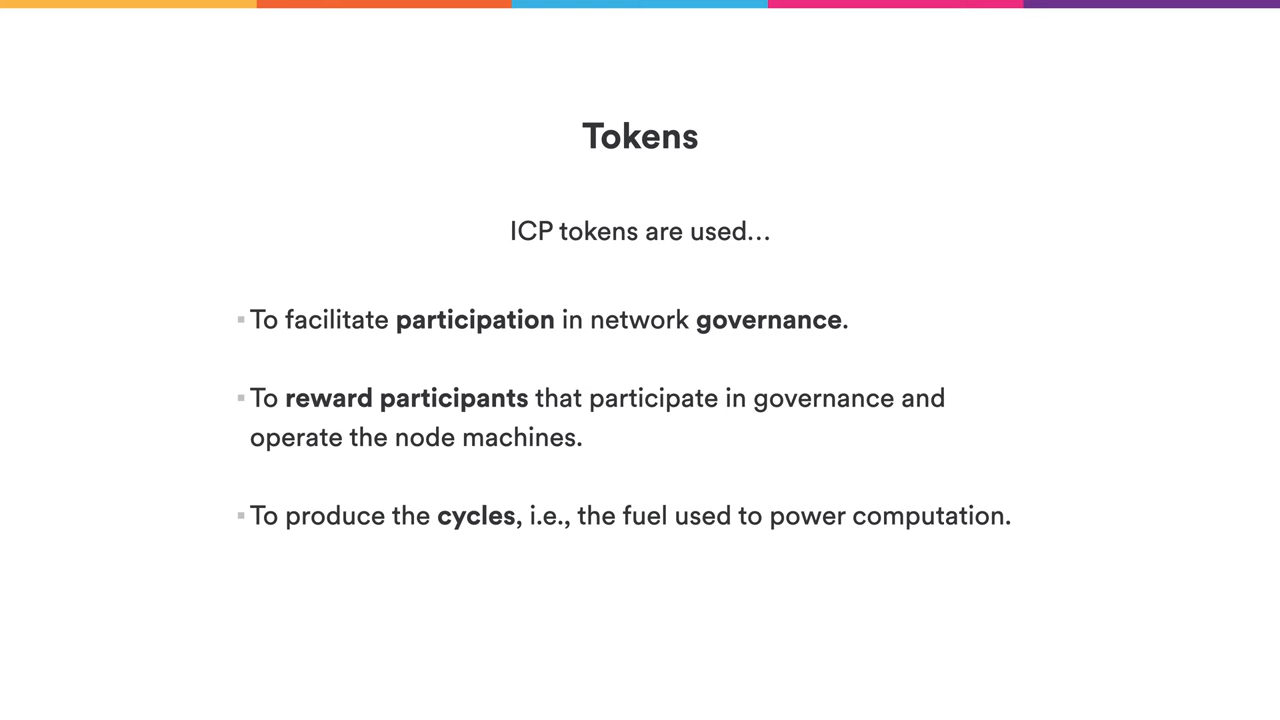 Tokens
ICP tokens are used…
▪ To facilitate participation in network governance.
▪ To reward participants that participate in governance and
operate the node machines.
▪ To produce the cycles, i.e., the fuel used to power computation.